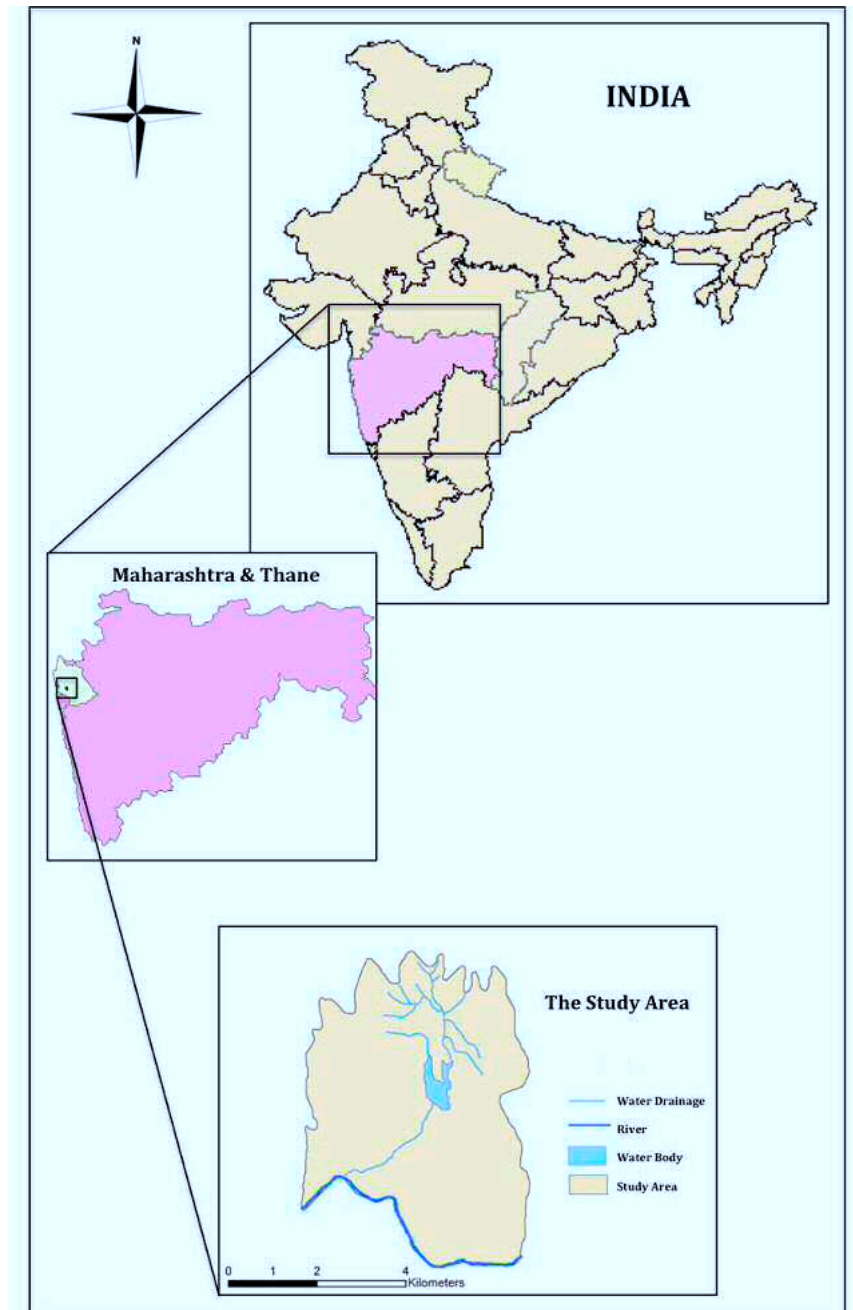 N
INDIA
Maharashtra & Thane
The Study Area
Water Drainage
River
Water Body
Study Area
0 1 2 4
Kilometers